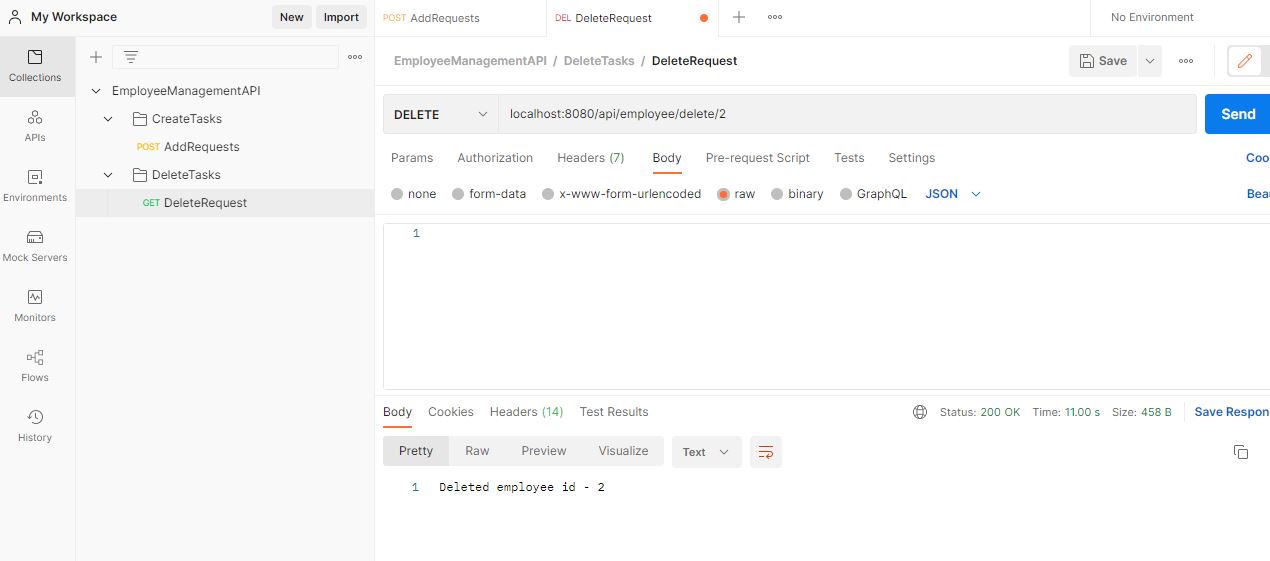 My Workspace New Import
POST AddRequests DEL DeleteRequest No Environment
Collections
APIs
Environments
Mock Servers
Monitors
Flows
History
EmployeeManagementAPI
CreateTasks
POST AddRequests
DeleteTasks
GET DeleteRequest
EmployeeManagementAPI / DeleteTasks / DeleteRequest Save
DELETE localhost:8080/api/employee/delete/2 Send
Params Authorization Headers (7) Body Pre-request Script Tests Settings Coo
none form-data x-www-form-urlencoded raw binary GraphQL JSON Beau
1
Body Cookies Headers (14) Test Results Status: 200 OK Time: 11.00 s Size: 458 B Save Respon
Pretty Raw Preview Visualize Text
1 Deleted employee id - 2